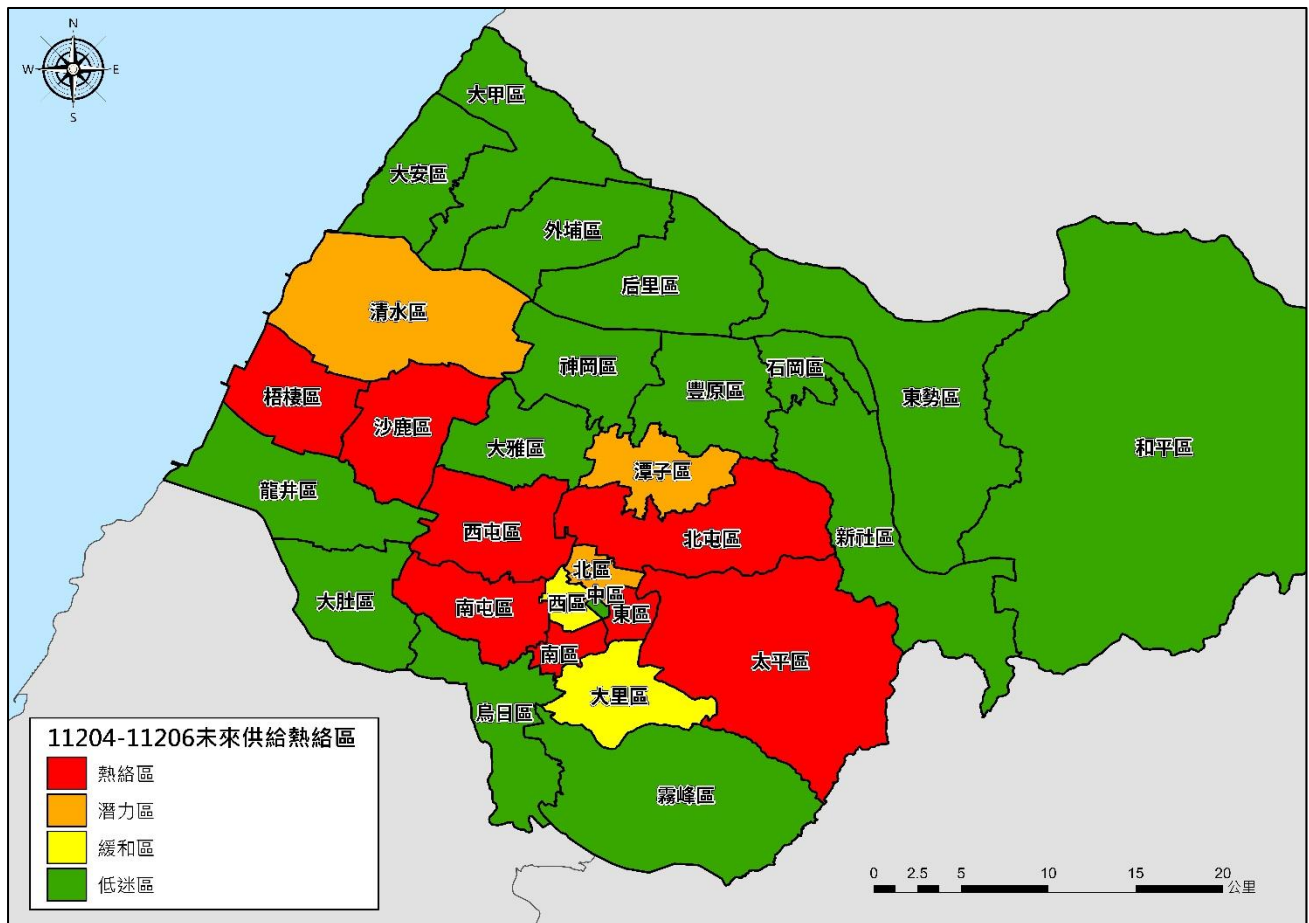 N
W
E
S
大甲區
大安區
外埔區
后里區
清水區
神岡區
豐原區
石岡區
東勢區
和平區
梧棲區
沙鹿區
大雅區
潭子區
龍井區
西屯區
北屯區
新社區
北區
大肚區
南屯區
西區
中區
東區
南區
太平區
大里區
烏日區
霧峰區
11204-11206未來供給熱絡區
熱絡區
潛力區
緩和區
低迷區
0 2.5 5 10 15 20
公里